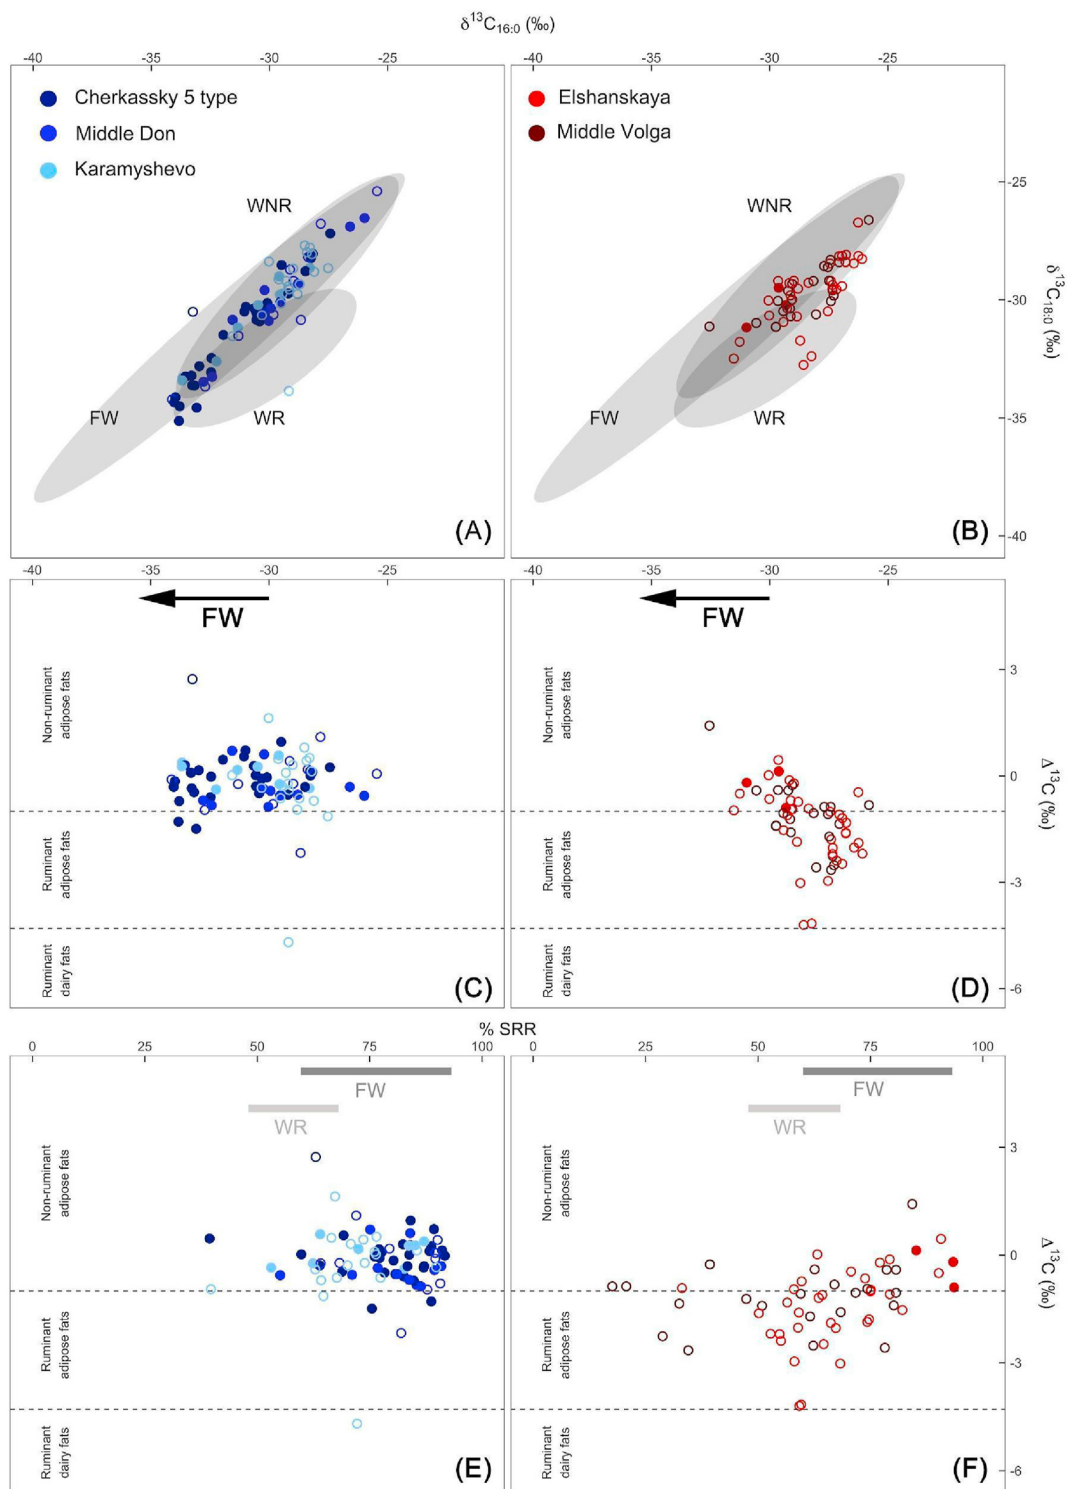 δ¹³C₁₆:₀ (‰)
-40 -35 -30 -25 -40 -35 -30 -25
Cherkassky 5 type
Middle Don
Karamyshevo
Elshanskaya
Middle Volga
WNR
FW
WR
(A)
WNR
FW
WR
(B)
-25
-30
-35
-40
δ¹³C₁₈:₀ (‰)
-40 -35 -30 -25 -40 -35 -30 -25
FW
Non-ruminant
adipose fats
Ruminant
adipose fats
Ruminant
dairy fats
(C)
FW
Non-ruminant
adipose fats
Ruminant
adipose fats
Ruminant
dairy fats
(D)
3
0
-3
-6
Δ¹³C (‰)
% SRR
0 25 50 75 100 0 25 50 75 100
FW
WR
Non-ruminant
adipose fats
Ruminant
adipose fats
Ruminant
dairy fats
(E)
FW
WR
Non-ruminant
adipose fats
Ruminant
adipose fats
Ruminant
dairy fats
(F)
3
0
-3
-6
Δ¹³C (‰)